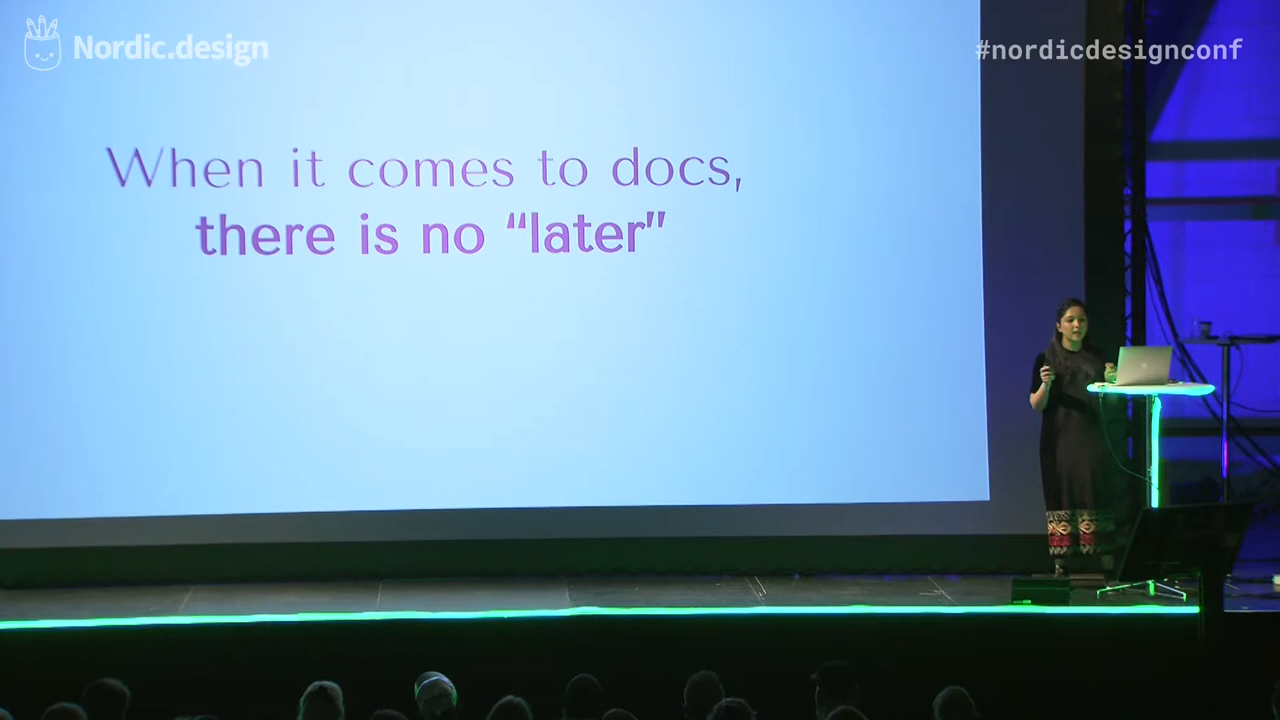 Nordic.design
#nordicdesignconf
When it comes to docs,
there is no “later”